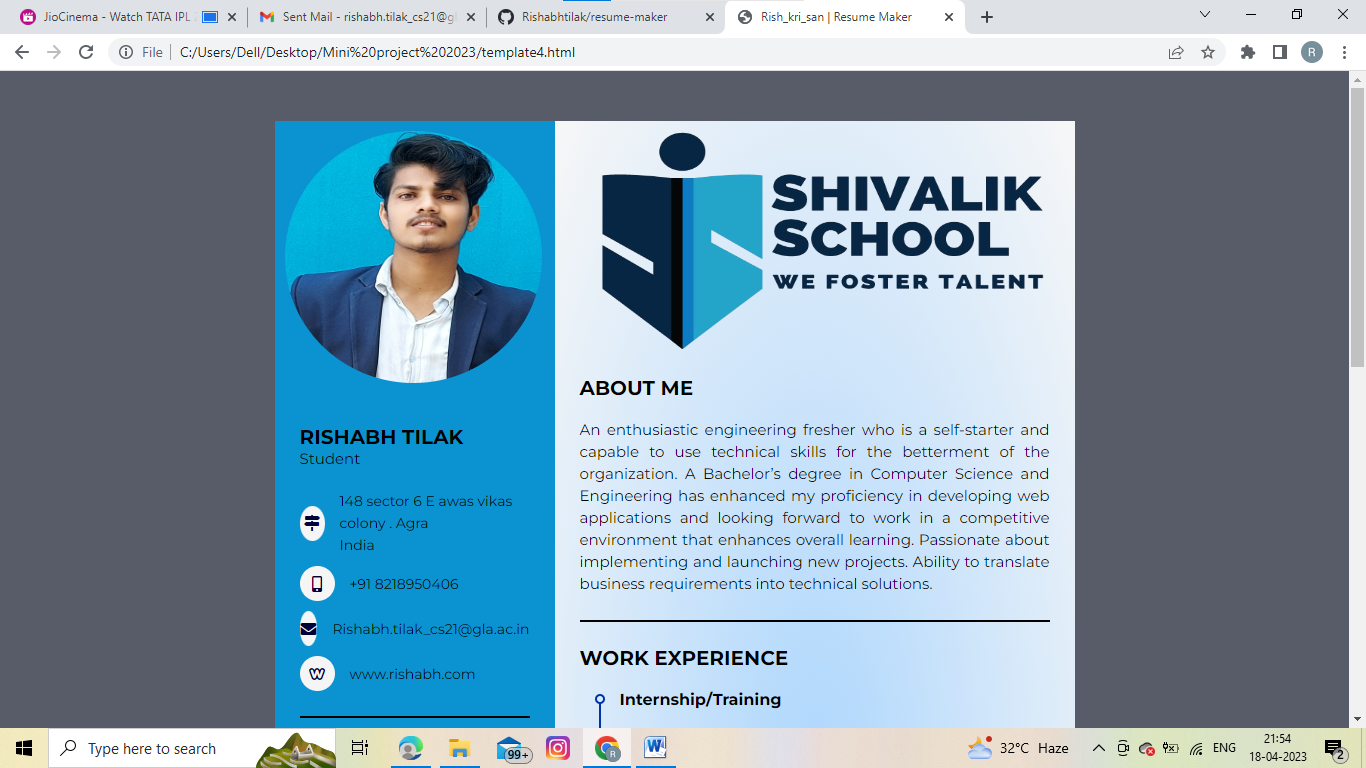 JioCinema - Watch TATA IPL
Sent Mail - rishabh.tilak_cs21@gl
Rishabhtilak/resume-maker
Rish_kri_san | Resume Maker
File
C:/Users/Dell/Desktop/Mini%20project%202023/template4.html
R
SHIVALIK
SCHOOL
WE FOSTER TALENT
RISHABH TILAK
Student
148 sector 6 E awas vikas
colony . Agra
India
+91 8218950406
Rishabh.tilak_cs21@gla.ac.in
www.rishabh.com
ABOUT ME
An enthusiastic engineering fresher who is a self-starter and
capable to use technical skills for the betterment of the
organization. A Bachelor’s degree in Computer Science and
Engineering has enhanced my proficiency in developing web
applications and looking forward to work in a competitive
environment that enhances overall learning. Passionate about
implementing and launching new projects. Ability to translate
business requirements into technical solutions.
WORK EXPERIENCE
Internship/Training
Type here to search
99+
R
W
32°C Haze
ENG
21:54
18-04-2023
2